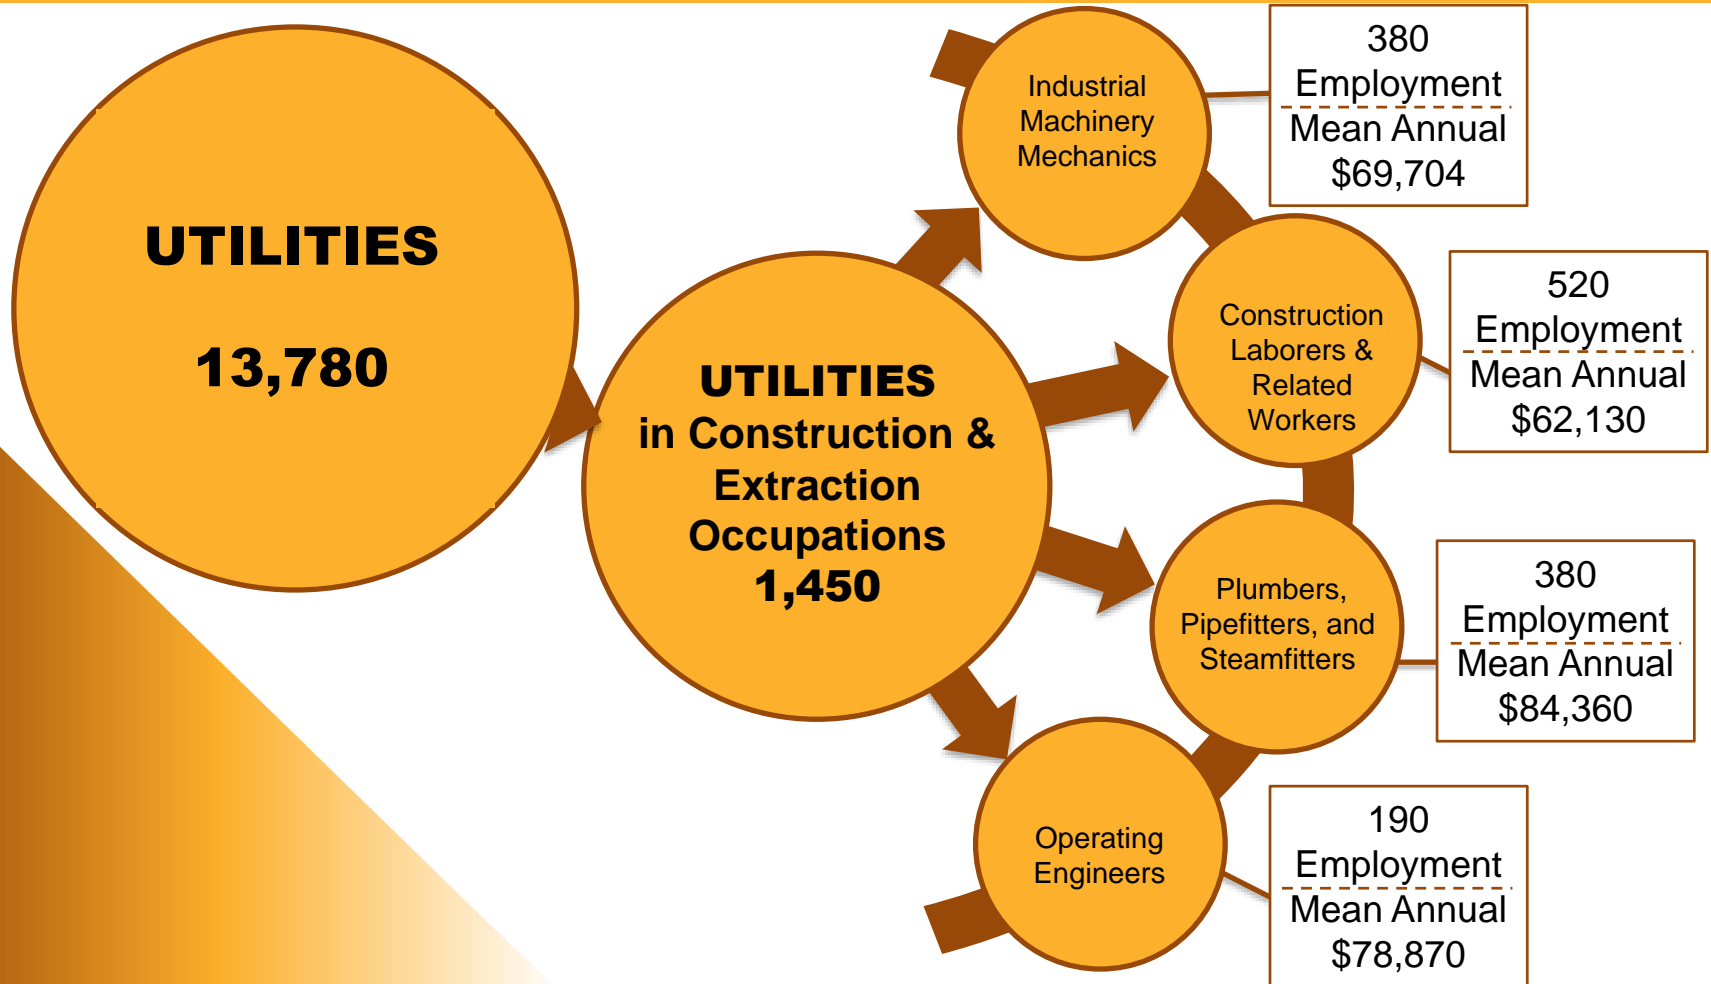 UTILITIES
13,780
UTILITIES
in Construction &
Extraction
Occupations
1,450
Industrial
Machinery
Mechanics
380
Employment
Mean Annual
$69,704
Construction
Laborers &
Related
Workers
520
Employment
Mean Annual
$62,130
Plumbers,
Pipefitters, and
Steamfitters
380
Employment
Mean Annual
$84,360
Operating
Engineers
190
Employment
Mean Annual
$78,870